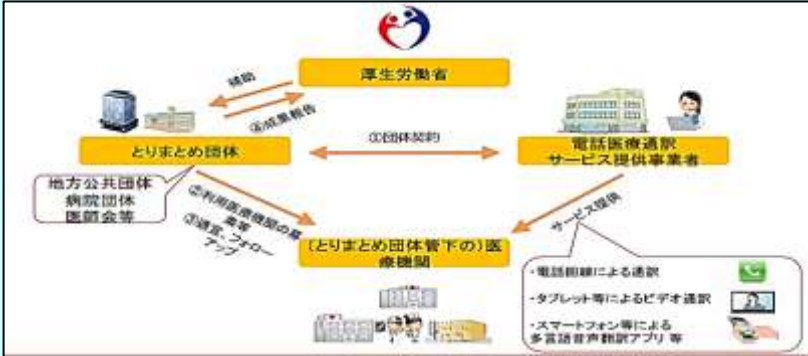 厚生労働省
補助
④成果報告
とりまとめ団体
①団体契約
電話医療通訳
サービス提供事業者
地方公共団体
病院団体
医師会等
②利用医療機関の募
集等
③運営・フォロー
アップ
サービス提供
(とりまとめ団体管下の)医
療機関
・電話回線による通訳
・タブレット等によるビデオ通訳
・スマートフォン等による
多言語音声翻訳アプリ 等